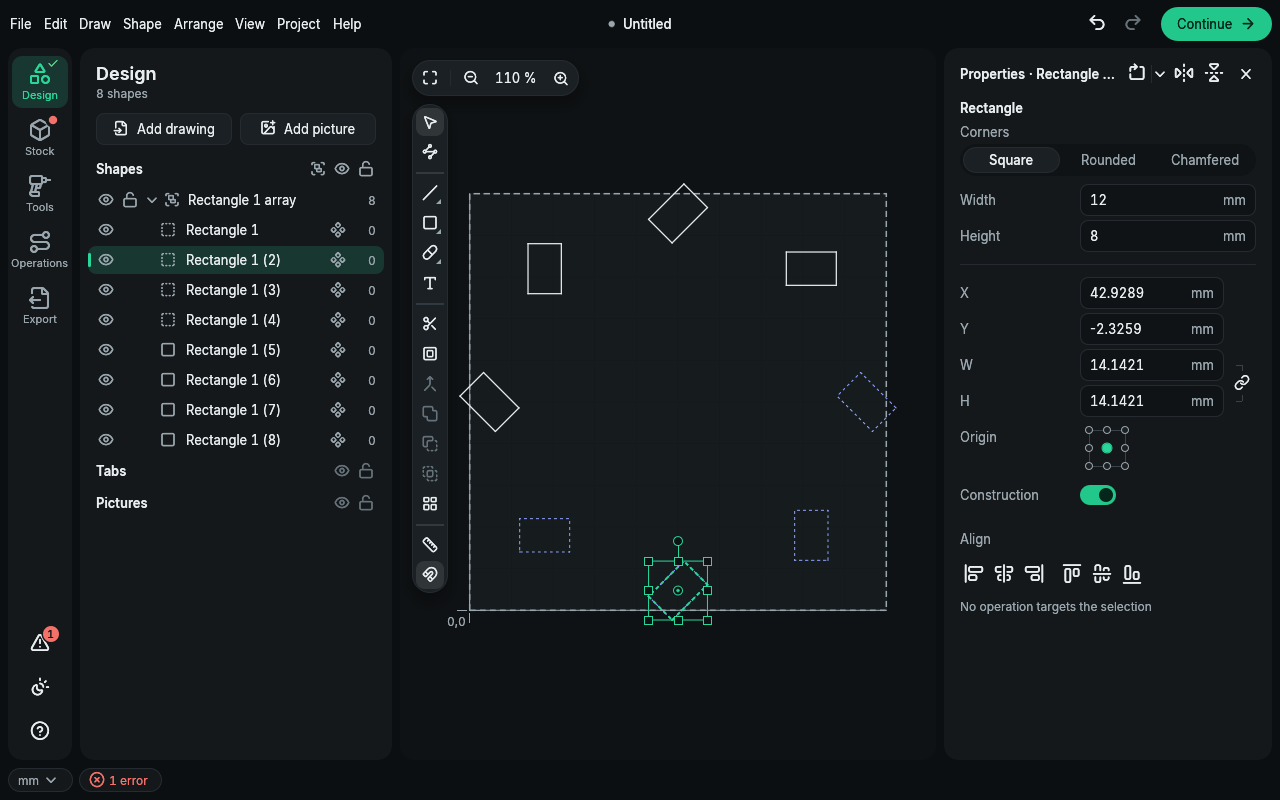 File Edit Draw Shape Arrange View Project Help
Untitled
Continue
Design
Stock
Tools
Operations
Export
1
Design
8 shapes
Add drawing
Add picture
Shapes
Rectangle 1 array 8
Rectangle 1 0
Rectangle 1 (2) 0
Rectangle 1 (3) 0
Rectangle 1 (4) 0
Rectangle 1 (5) 0
Rectangle 1 (6) 0
Rectangle 1 (7) 0
Rectangle 1 (8) 0
Tabs
Pictures
110 %
0,0
Properties · Rectangle ...
Rectangle
Corners
Square Rounded Chamfered
Width 12 mm
Height 8 mm
X 42.9289 mm
Y -2.3259 mm
W 14.1421 mm
H 14.1421 mm
Origin
Construction
Align
No operation targets the selection
mm
1 error